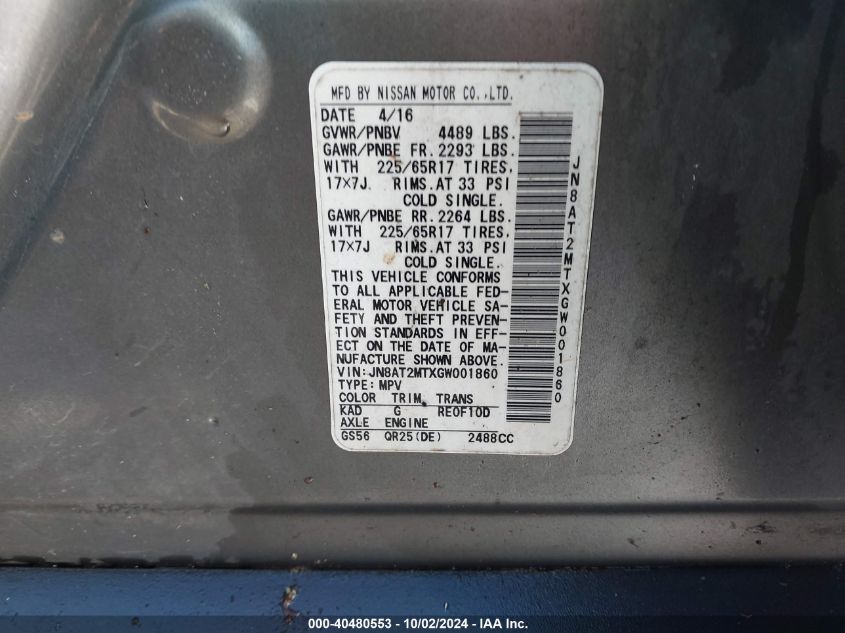 MFD BY NISSAN MOTOR CO.,LTD.
DATE 4/16
GVWR/PNBV 4489 LBS.
GAWR/PNBE FR. 2293 LBS.
WITH 225/65R17 TIRES,
17×7J RIMS.AT 33 PSI
COLD SINGLE.
GAWR/PNBE RR. 2264 LBS.
WITH 225/65R17 TIRES,
17×7J RIMS.AT 33 PSI
COLD SINGLE.
THIS VEHICLE CONFORMS
TO ALL APPLICABLE FED-
ERAL MOTOR VEHICLE SA-
FETY AND THEFT PREVEN-
TION STANDARDS IN EFF-
ECT ON THE DATE OF MA-
NUFACTURE SHOWN ABOVE.
VIN:JN8AT2MTXGW001860
TYPE:MPV
COLOR TRIM TRANS
KAD G RE0F10D
AXLE ENGINE
GS56 QR25(DE) 2488CC
JN8AT2MTXGW001860
000-40480553 - 10/02/2024 - IAA Inc.